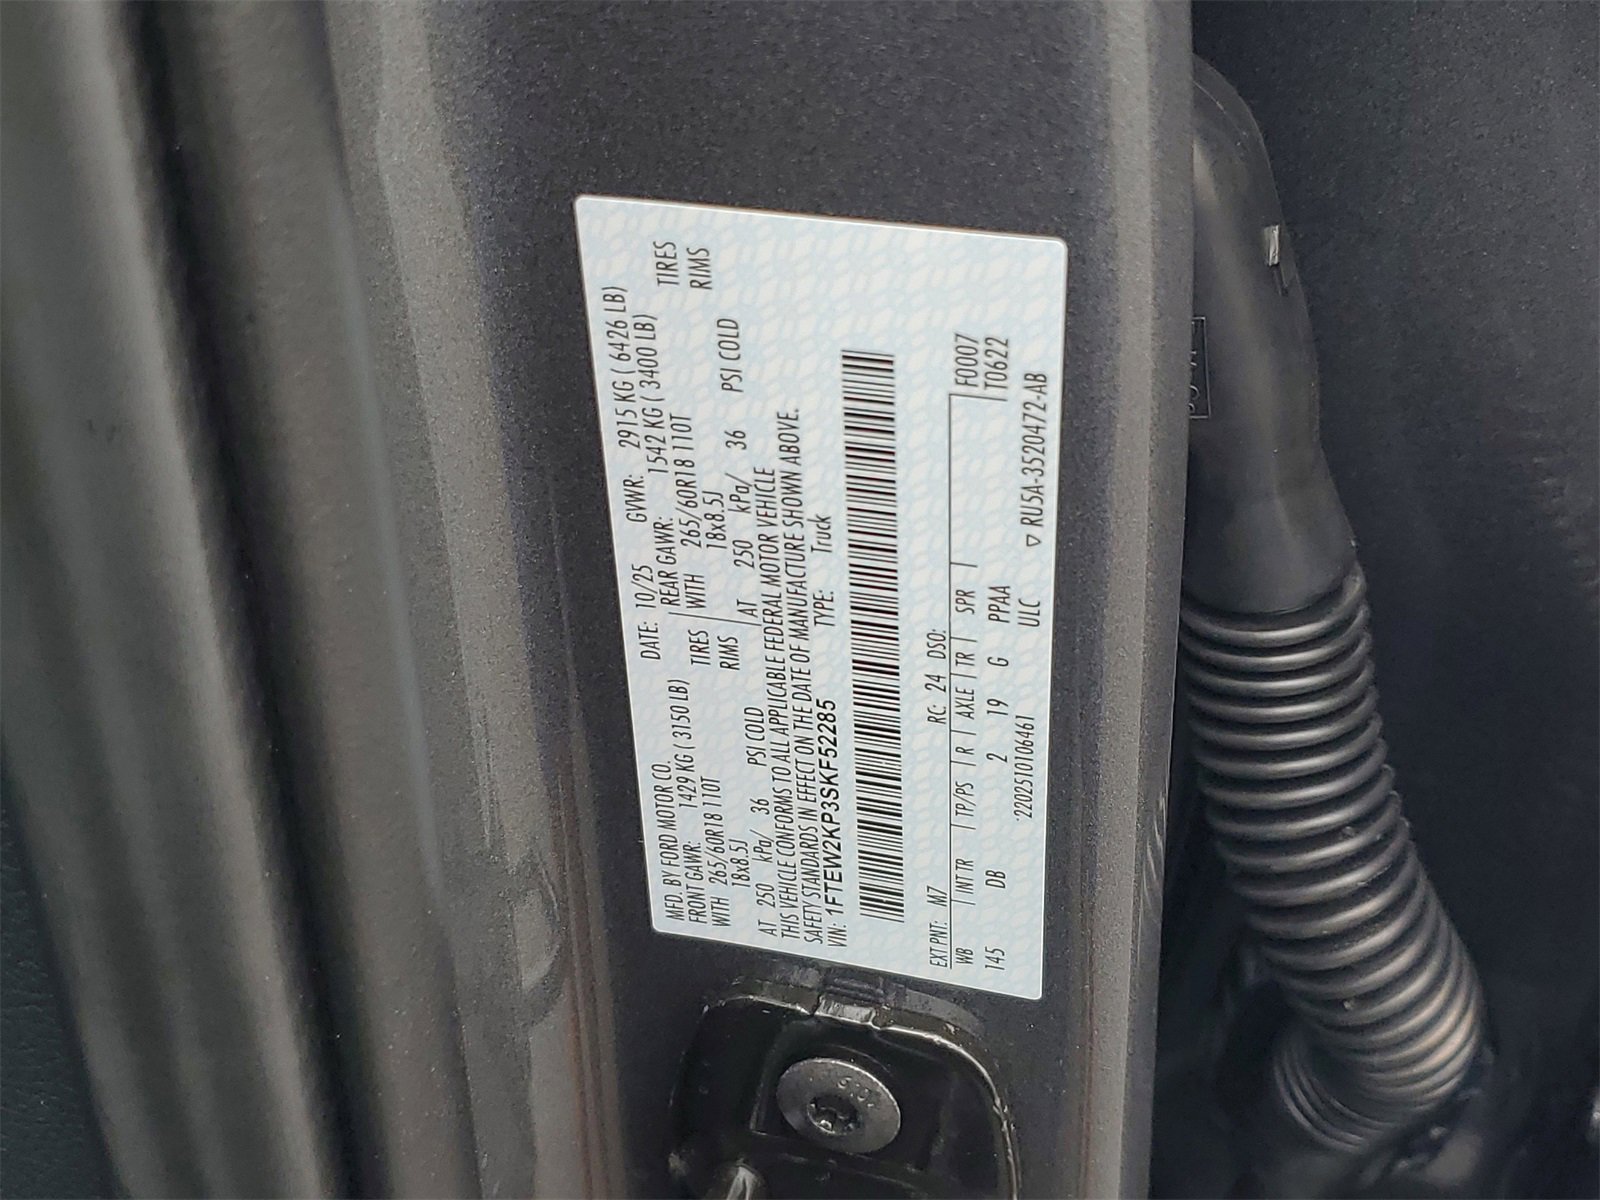 MFD. BY FORD MOTOR CO.
DATE: 10/25 GVWR: 2915 KG ( 6426 LB)
FRONT GAWR: 1429 KG ( 3150 LB)
REAR GAWR: 1542 KG ( 3400 LB)
WITH 265/60R18 110T TIRES
WITH 265/60R18 110T TIRES
18x8.5J RIMS
18x8.5J RIMS
AT 250 kPa/ 36 PSI COLD
AT 250 kPa/ 36 PSI COLD
THIS VEHICLE CONFORMS TO ALL APPLICABLE FEDERAL MOTOR VEHICLE
SAFETY STANDARDS IN EFFECT ON THE DATE OF MANUFACTURE SHOWN ABOVE.
VIN: 1FTEW2KP3SKF52285 TYPE: Truck
EXT PNT: M7 RC: 24 DSO:
WB INT TR TP/PS R AXLE TR SPR F0007
145 DB 2 19 G PPAA T0622
ULC
220251010646I RU5A-3520472-AB